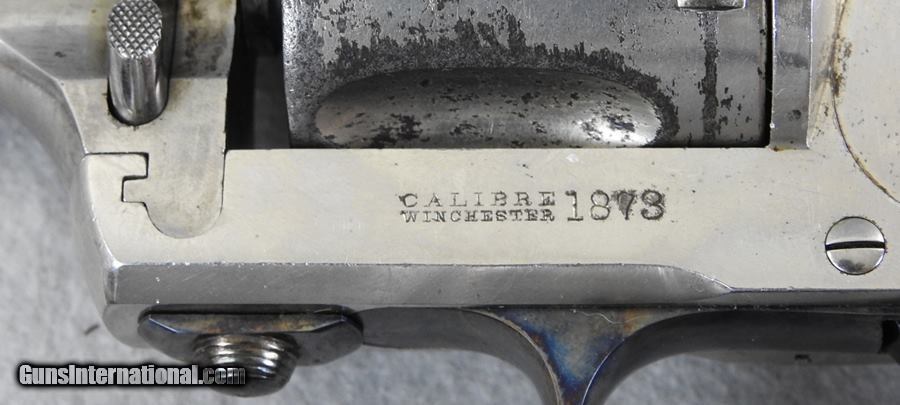 CALIBRE
WINCHESTER 1873
GunsInternational.com